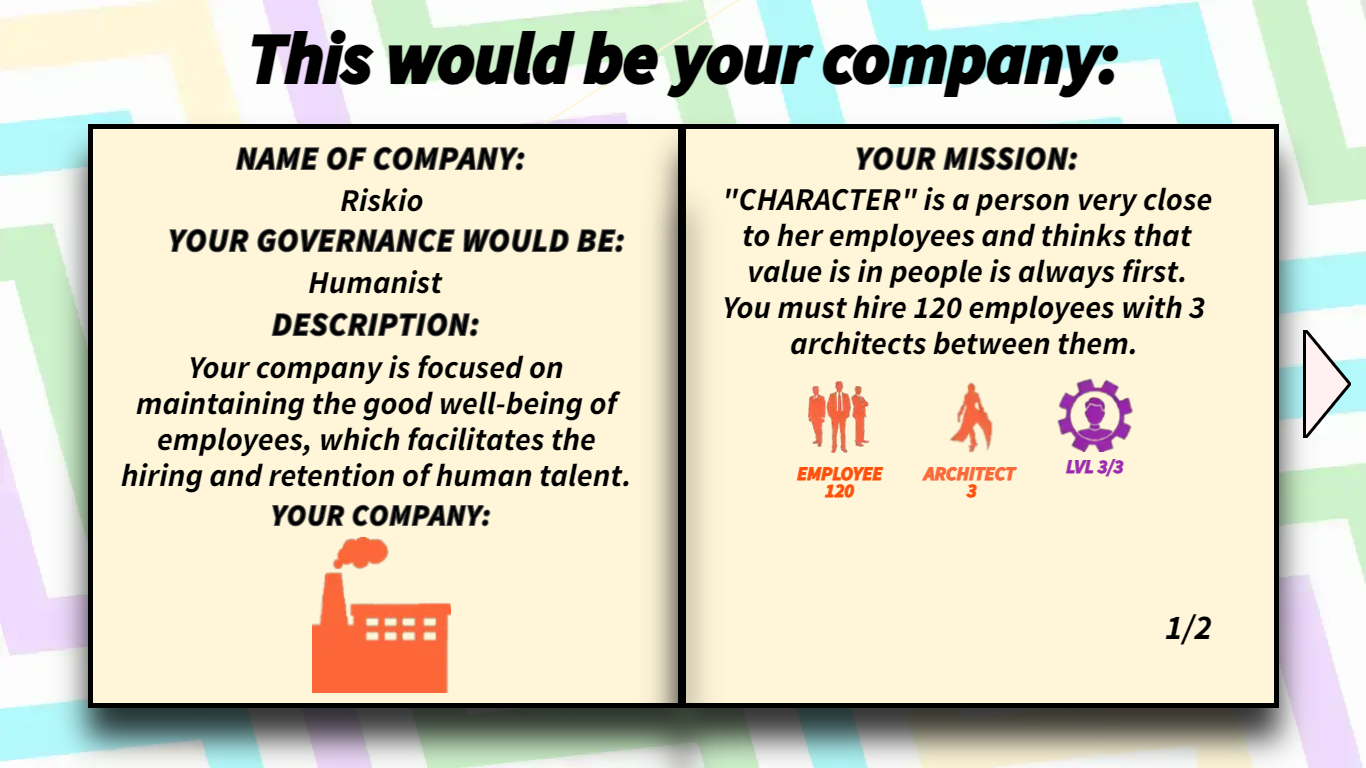 This would be your company:
NAME OF COMPANY:
Riskio
YOUR GOVERNANCE WOULD BE:
Humanist
DESCRIPTION:
Your company is focused on
maintaining the good well-being of
employees, which facilitates the
hiring and retention of human talent.
YOUR COMPANY:
YOUR MISSION:
"CHARACTER" is a person very close
to her employees and thinks that
value is in people is always first.
You must hire 120 employees with 3
architects between them.
EMPLOYEE
120
ARCHITECT
3
LVL 3/3
1/2